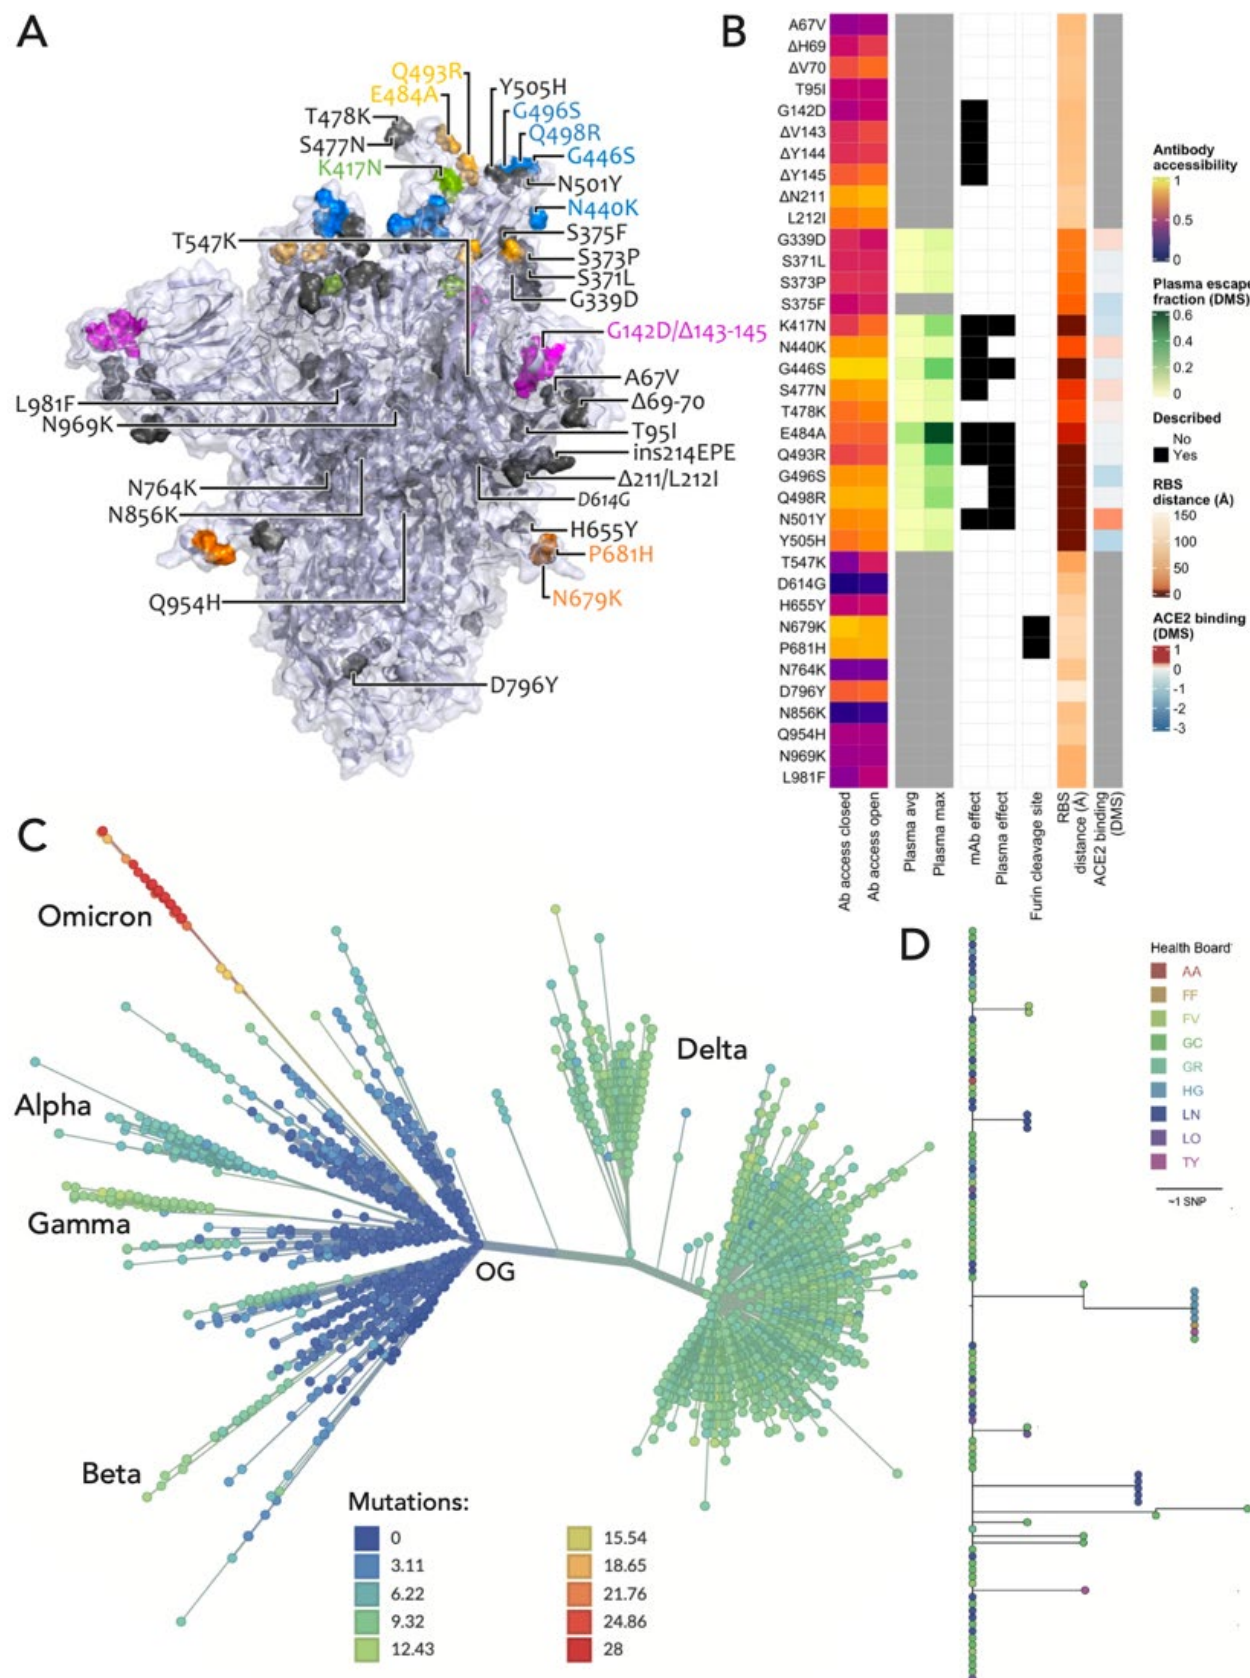 A
Q493R
E484A
T478K
S477N
K417N
Y505H
G496S
Q498R
G446S
N501Y
N440K
S375F
S373P
S371L
G339D
T547K
G142D/Δ143-145
A67V
Δ69-70
T95I
ins214EPE
Δ211/L212I
D614G
H655Y
P681H
N679K
L981F
N969K
N764K
N856K
Q954H
D796Y
B
A67V
ΔH69
ΔV70
T95I
G142D
ΔV143
ΔY144
ΔY145
ΔN211
L212I
G339D
S371L
S373P
S375F
K417N
N440K
G446S
S477N
T478K
E484A
Q493R
G496S
Q498R
N501Y
Y505H
T547K
D614G
H655Y
N679K
P681H
N764K
D796Y
N856K
Q954H
N969K
L981F
Ab access closed
Ab access open
Plasma avg
Plasma max
mAb effect
Plasma effect
Furin cleavage site
RBS
distance (Å)
ACE2 binding
(DMS)
Antibody
accessibility
1
0.5
0
Plasma escape
fraction (DMS)
0.6
0.4
0.2
0
Described
No
Yes
RBS
distance (Å)
150
100
50
0
ACE2 binding
(DMS)
1
0
-1
-2
-3
C
Omicron
Alpha
Gamma
Beta
OG
Delta
Mutations:
0
3.11
6.22
9.32
12.43
15.54
18.65
21.76
24.86
28
D
Health Board
AA
FF
FV
GC
GR
HG
LN
LO
TY
~1 SNP